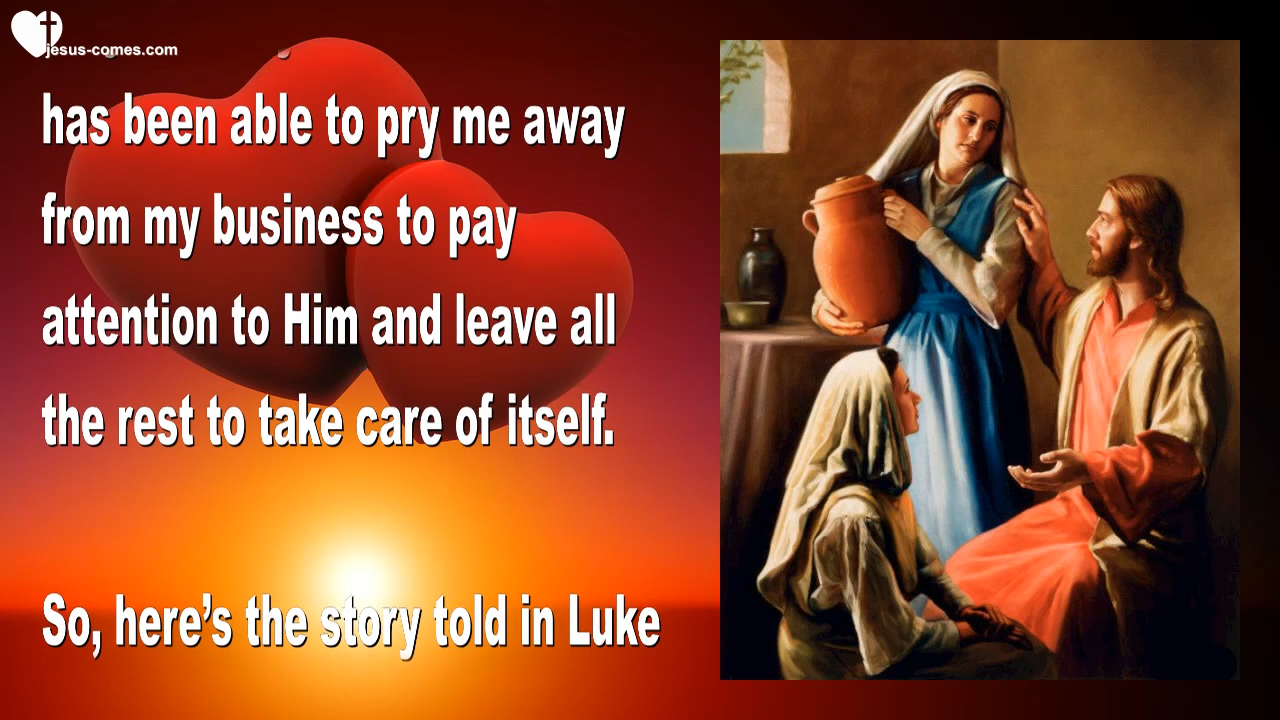 jesus-comes.com
has been able to pry me away
from my business to pay
attention to Him and leave all
the rest to take care of itself.
So, here’s the story told in Luke